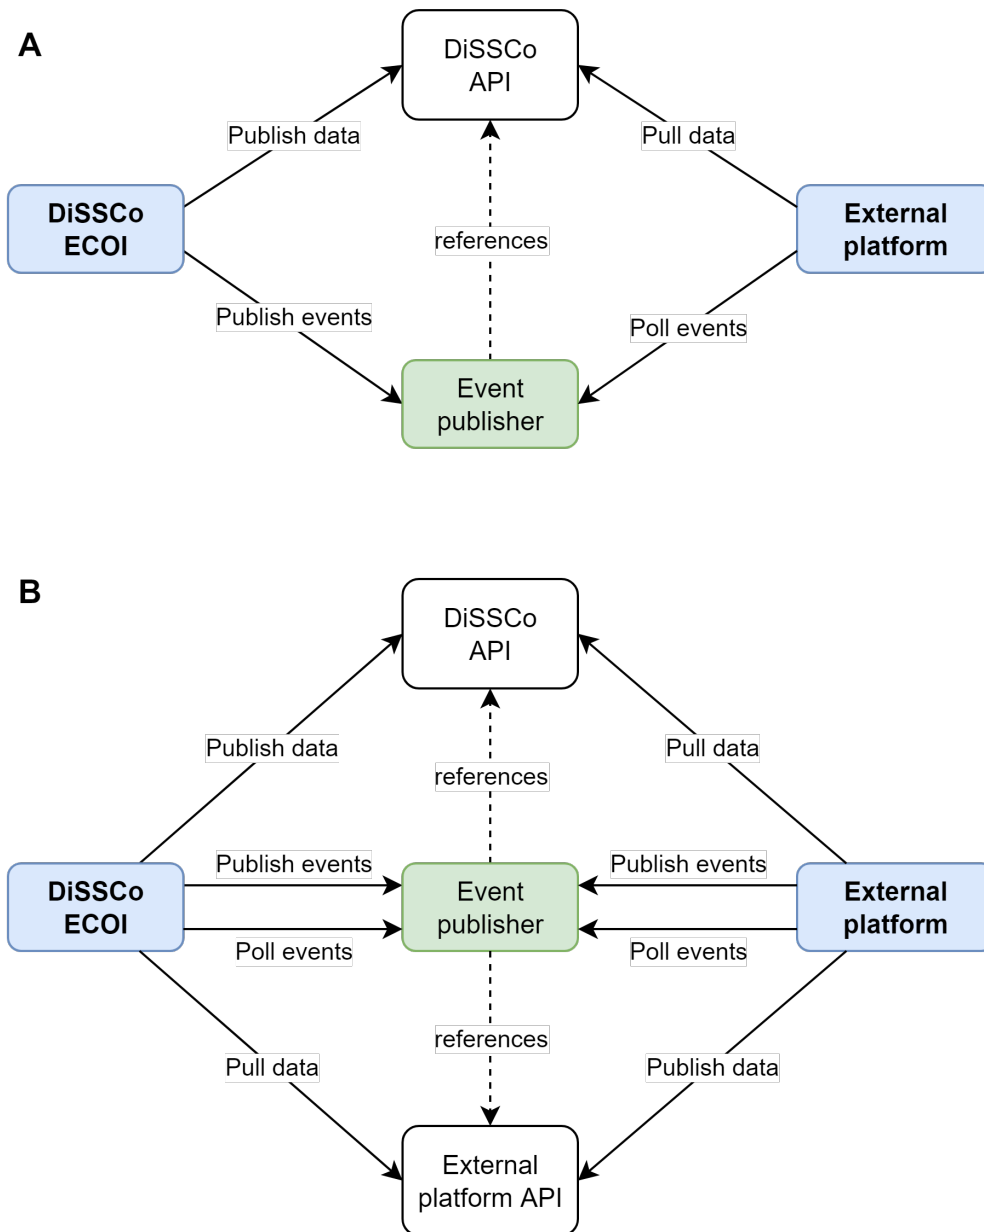 A
DiSSCo
API
Publish data
Pull data
DiSSCo
ECOI
External
platform
references
Publish events
Poll events
Event
publisher
B
DiSSCo
API
Publish data
Pull data
references
Publish events
Publish events
DiSSCo
ECOI
Event
publisher
External
platform
Poll events
Poll events
references
Pull data
Publish data
External
platform API